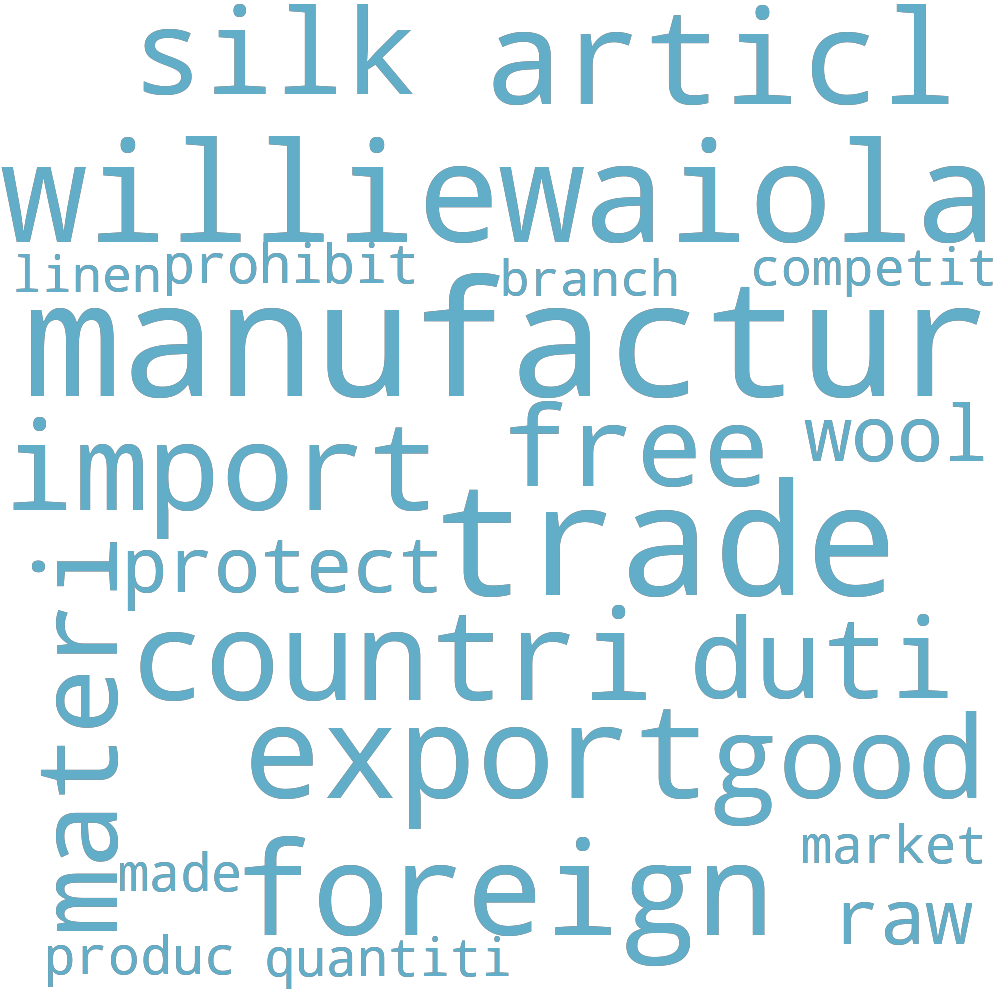 silk articl
williewaiola
linen prohibit branch competit
manufactur
import free wool
protect trade
materi
countri duti
export good
made foreign market
raw
produc quantiti